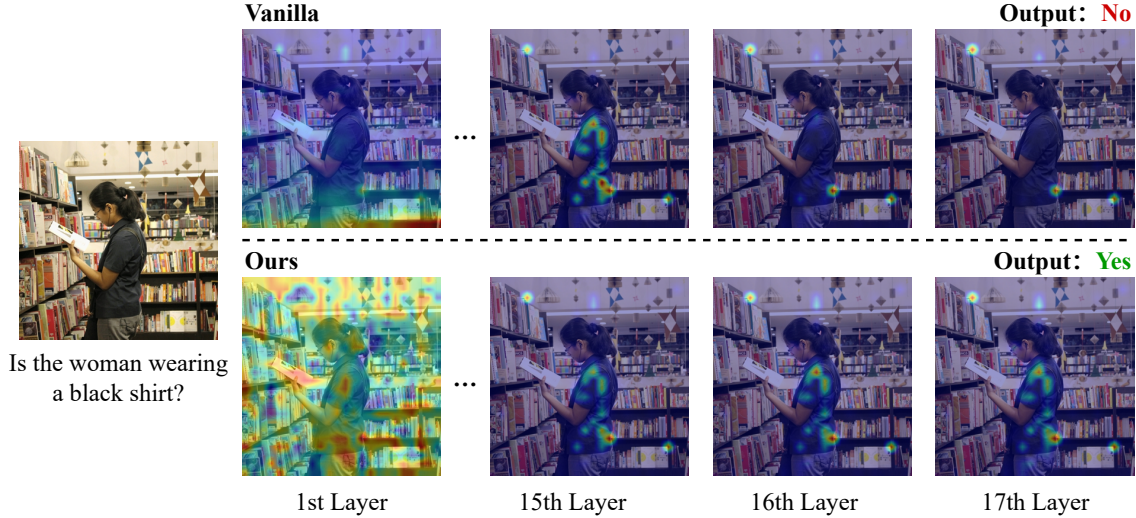 Vanilla
Output: No
...
Ours
Output: Yes
Is the woman wearing
a black shirt?
...
1st Layer
15th Layer
16th Layer
17th Layer